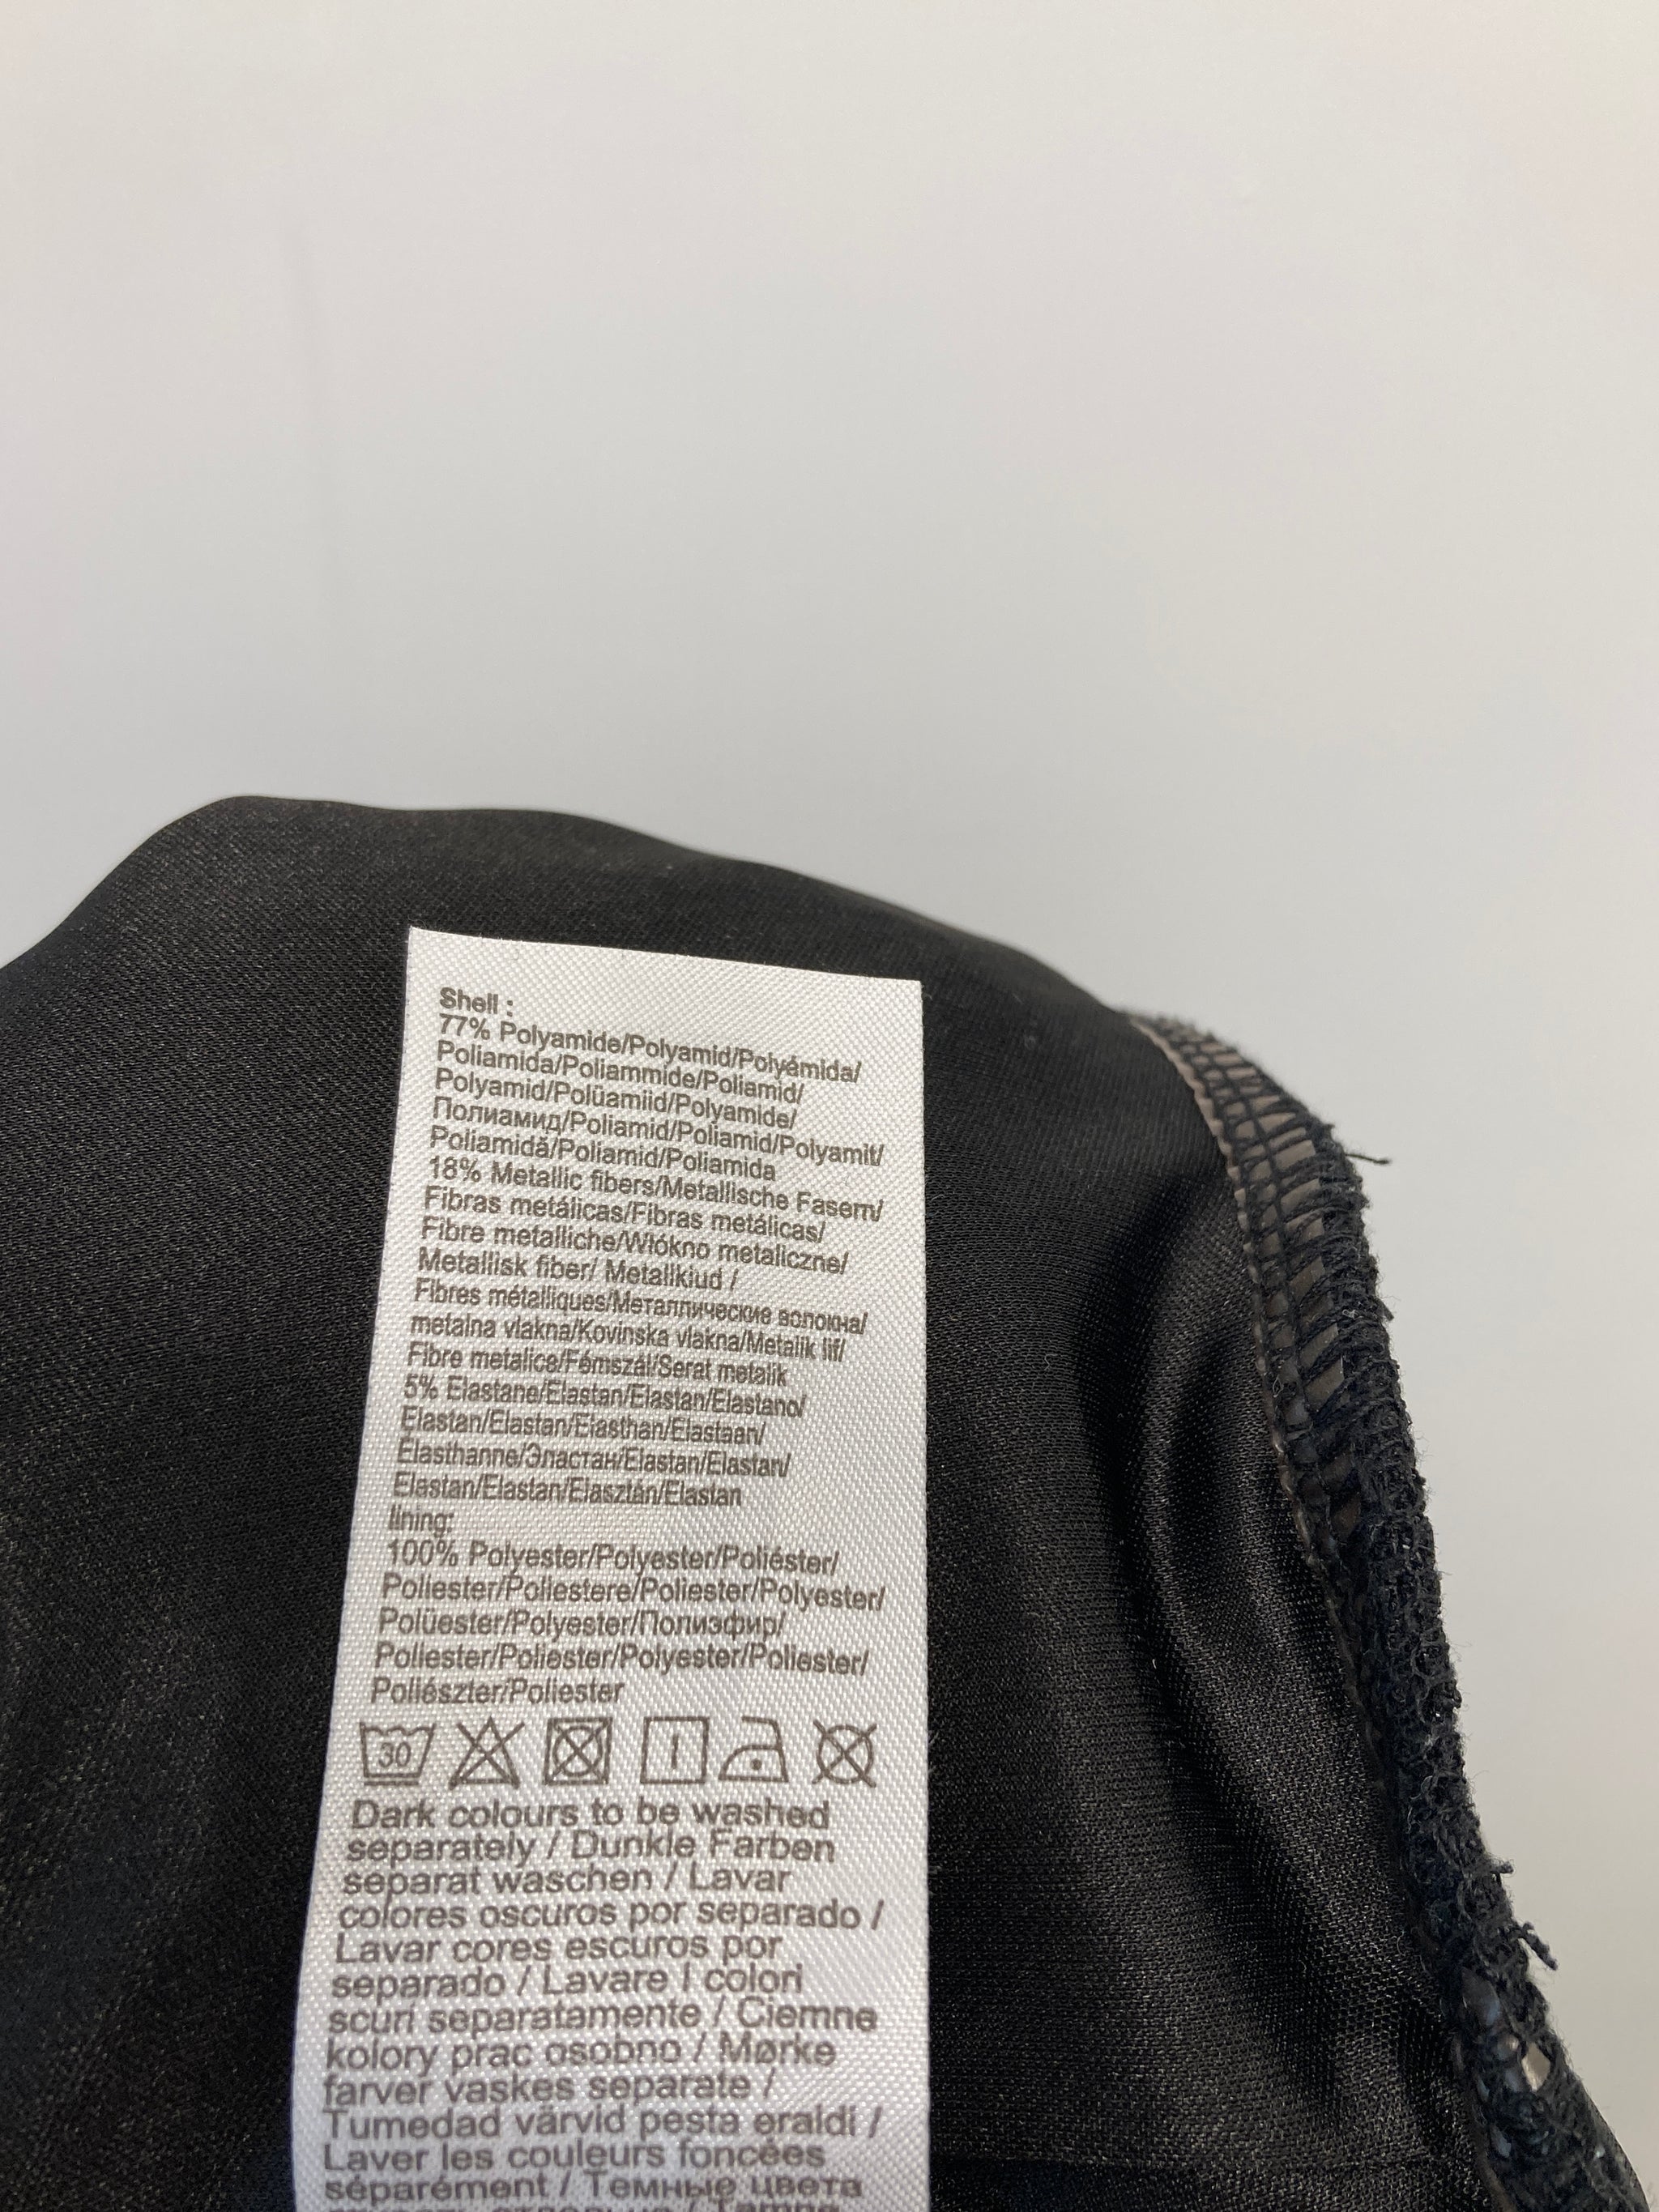 Shell :
77% Polyamide/Polyamid/Polyémida/
Poliamida/Poliammide/Poliamid/
Polyamid/Polüamiid/Polyamide/
Полиамид/Poliamid/Poliamid/Polyamit/
Poliamidă/Poliamid/Poliamida
18% Metallic fibers/Metallische Fasern/
Fibras metálicas/Fibras metálicas/
Fibre metalliche/Włókno metaliczne/
Metallisk fiber/ Metallkiud /
Fibres métalliques/Металлические волокна/
metalna vlakna/Kovinska vlakna/Metalik lif/
Fibre metalice/Fémszál/Serat metalik
5% Elastane/Elastan/Elastan/Elastano/
Elastan/Elastan/Elasthan/Elastaan/
Élasthanne/Эластан/Elastan/Elastan/
Elastan/Elastan/Elasztán/Elastan
lining:
100% Polyester/Polyester/Poliéster/
Poliester/Poliestere/Poliester/Polyester/
Polüester/Polyester/Полиэфир/
Poliester/Poliester/Polyester/Poliester/
Poliészter/Poliester
30
Dark colours to be washed
separately / Dunkle Farben
separat waschen / Lavar
colores oscuros por separado /
Lavar cores escuros por
separado / Lavare I colori
scuri separatamente / Ciemne
kolory prac osobno / Mørke
farver vaskes separate /
Tumedad värvid pesta eraldi /
Laver les couleurs foncées
séparément / Темные цвета